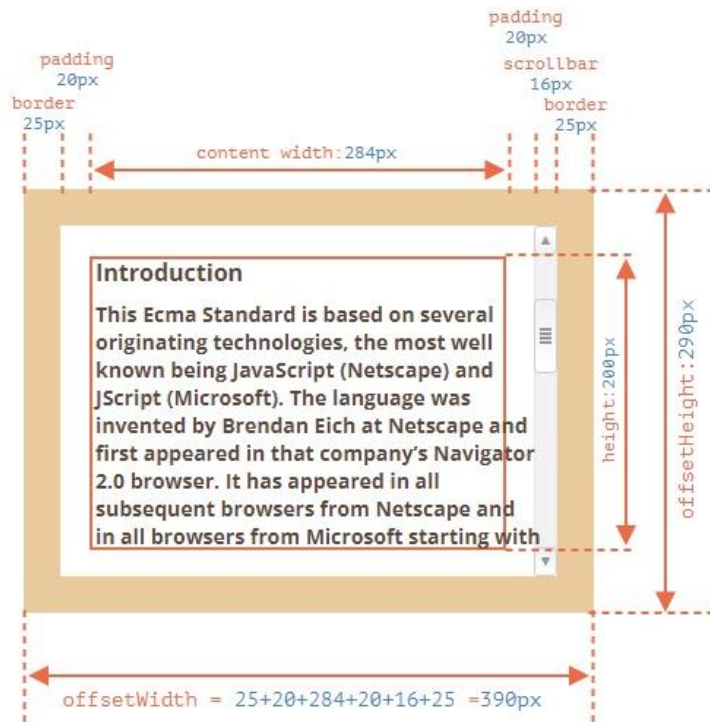 padding
20px
padding
20px
scrollbar
16px
border
25px
border
25px
content width:284px
Introduction
This Ecma Standard is based on several
originating technologies, the most well
known being JavaScript (Netscape) and
JScript (Microsoft). The language was
invented by Brendan Eich at Netscape and
first appeared in that company’s Navigator
2.0 browser. It has appeared in all
subsequent browsers from Netscape and
in all browsers from Microsoft starting with
height:200px
offsetHeight:290px
offsetWidth = 25+20+284+20+16+25 =390px